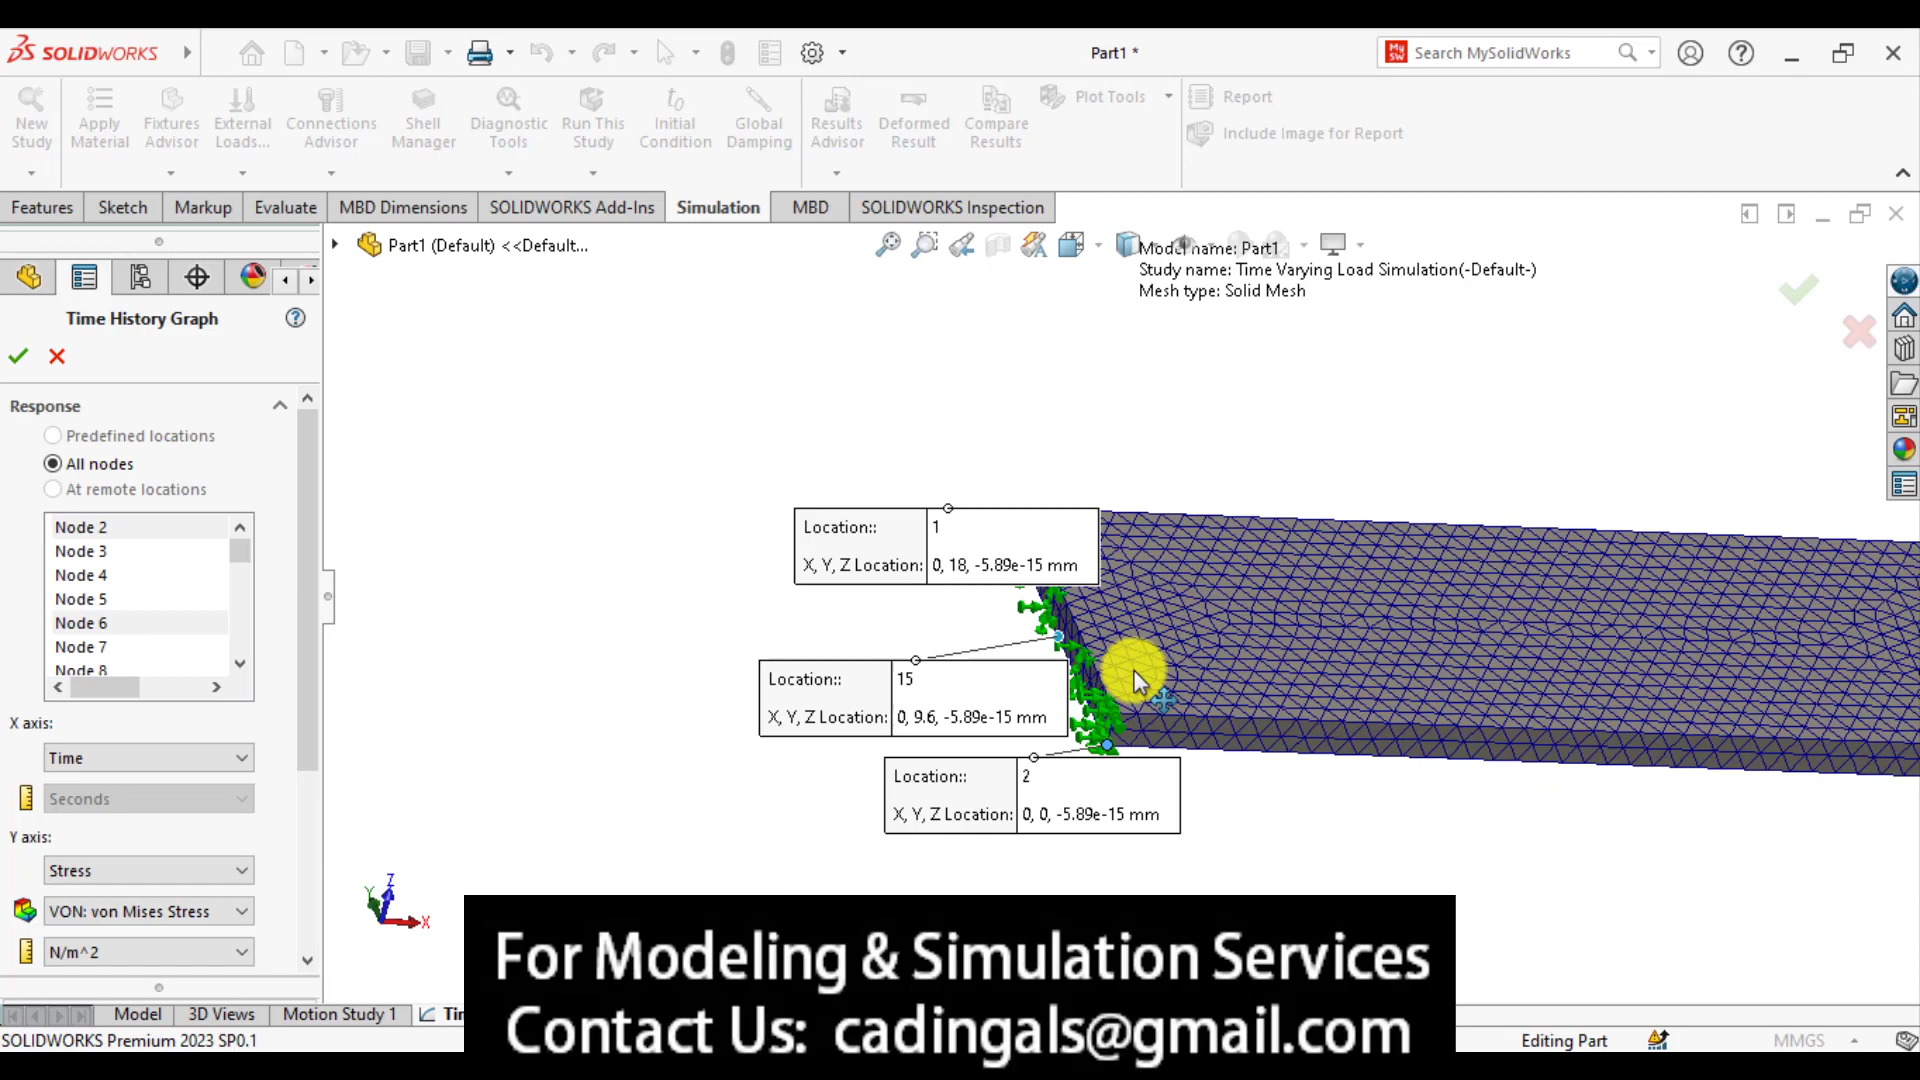 SOLIDWORKS
Part1 *
Search MySolidWorks
New Study
Apply Material
Fixtures Advisor
External Loads...
Connections Advisor
Shell Manager
Diagnostic Tools
Run This Study
Initial Condition
Global Damping
Results Advisor
Deformed Result
Compare Results
Plot Tools
Report
Include Image for Report
Features
Sketch
Markup
Evaluate
MBD Dimensions
SOLIDWORKS Add-Ins
Simulation
MBD
SOLIDWORKS Inspection
Part1 (Default) <<Default...
Model name: Part1
Study name: Time Varying Load Simulation(-Default-)
Mesh type: Solid Mesh
Time History Graph
Response
Predefined locations
All nodes
At remote locations
Node 2
Node 3
Node 4
Node 5
Node 6
Node 7
Node 8
X axis:
Time
Seconds
Y axis:
Stress
VON: von Mises Stress
N/m^2
Location:: 1
X, Y, Z Location: 0, 18, -5.89e-15 mm
Location:: 15
X, Y, Z Location: 0, 9.6, -5.89e-15 mm
Location:: 2
X, Y, Z Location: 0, 0, -5.89e-15 mm
Z
Y
X
For Modeling & Simulation Services
Contact Us: cadingals@gmail.com
Model
3D Views
Motion Study 1
SOLIDWORKS Premium 2023 SP0.1
Editing Part
MMGS